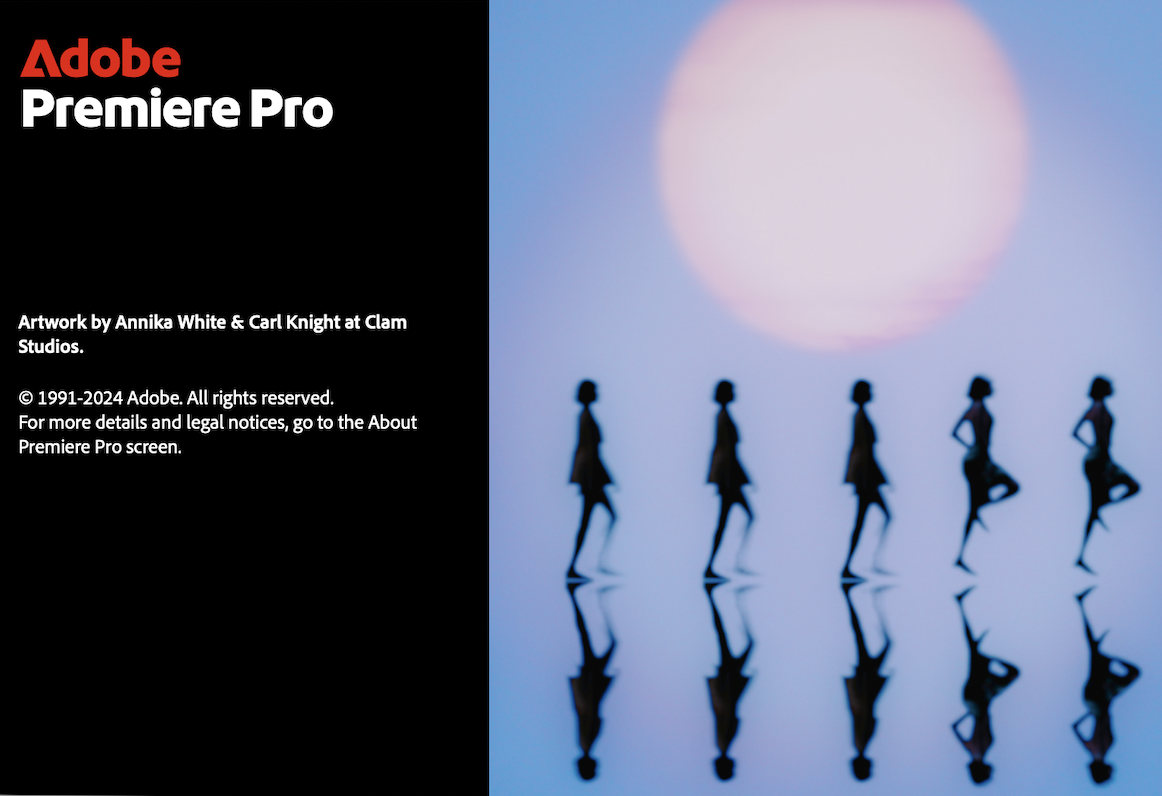 Adobe
Premiere Pro
Artwork by Annika White & Carl Knight at Clam
Studios.
© 1991-2024 Adobe. All rights reserved.
For more details and legal notices, go to the About
Premiere Pro screen.